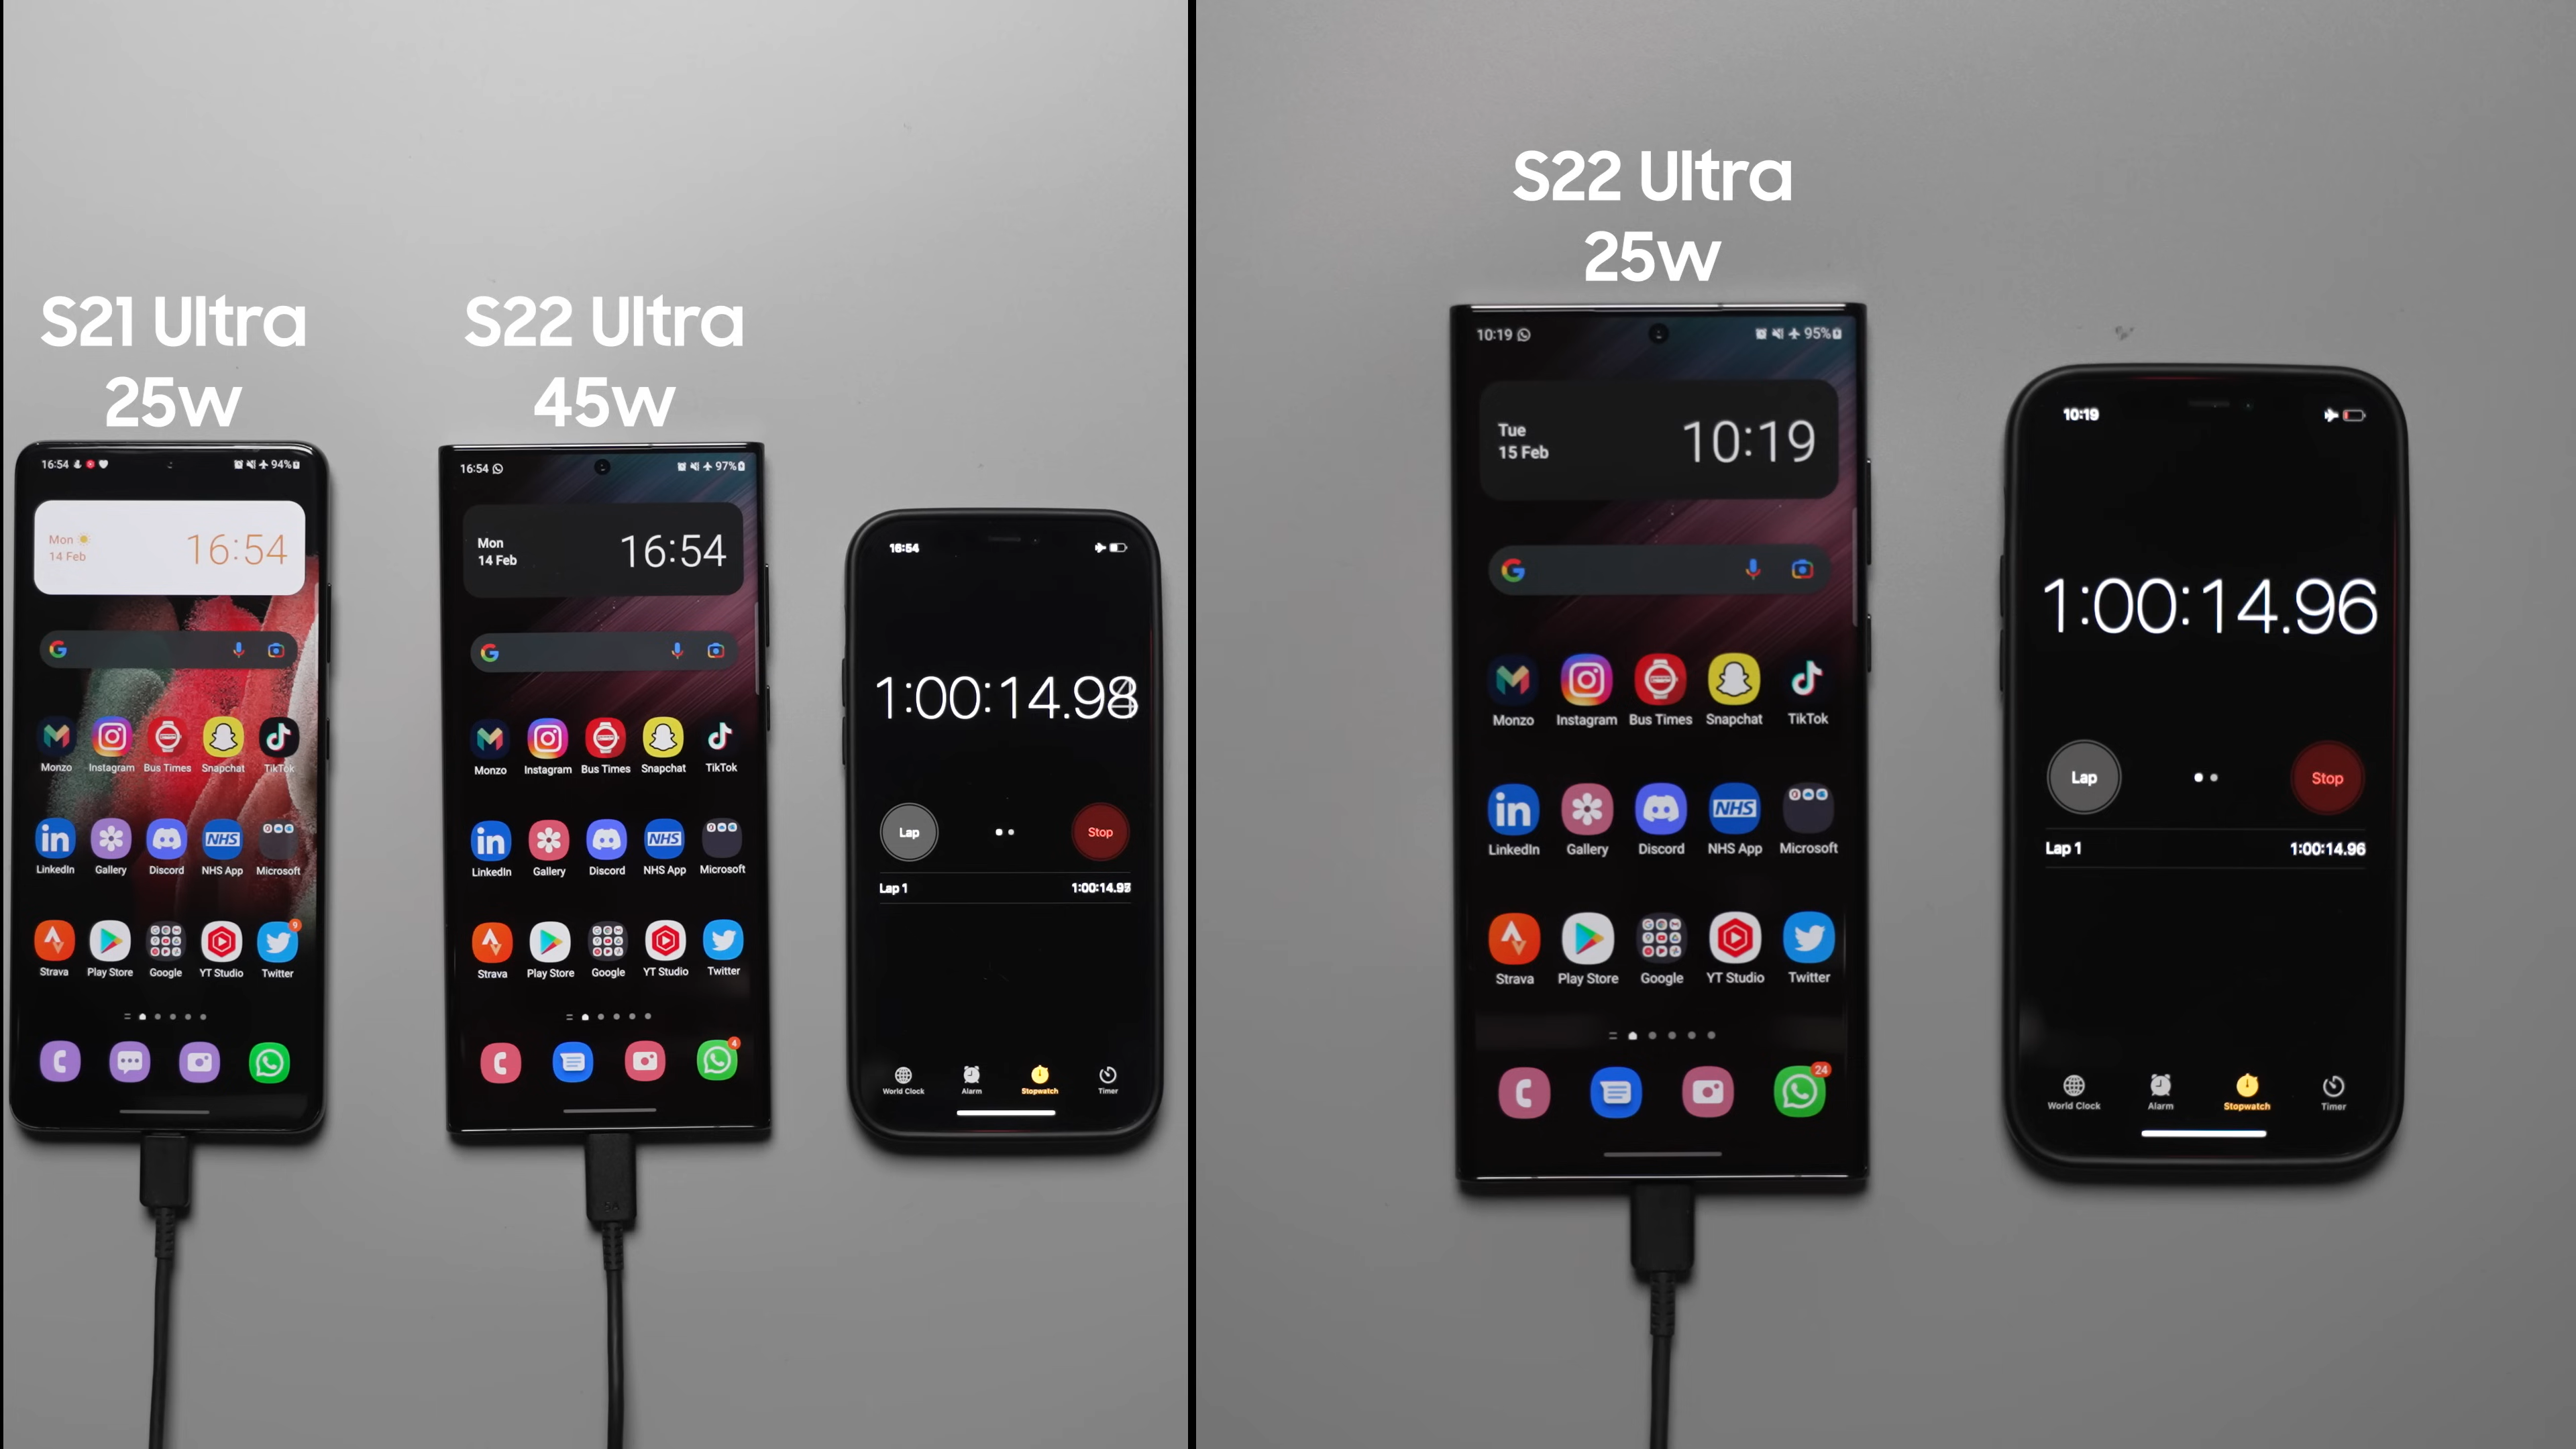 S21 Ultra
25w
16:54
94%
Mon
14 Feb
16:54
Monzo Instagram Bus Times Snapchat TikTok
NHS
LinkedIn Gallery Discord NHS App Microsoft
9
Strava Play Store Google YT Studio Twitter
S22 Ultra
45w
16:54
97%
Mon
14 Feb
16:54
Monzo Instagram Bus Times Snapchat TikTok
NHS
LinkedIn Gallery Discord NHS App Microsoft
Strava Play Store Google YT Studio Twitter
4
16:54
Lap
Stop
Lap 1
World Clock Alarm Stopwatch Timer
S22 Ultra
25w
10:19
95%
Tue
15 Feb
10:19
Monzo Instagram Bus Times Snapchat TikTok
NHS
LinkedIn Gallery Discord NHS App Microsoft
Strava Play Store Google YT Studio Twitter
24
10:19
1:00:14.96
Lap
Stop
Lap 1 1:00:14.96
World Clock Alarm Stopwatch Timer